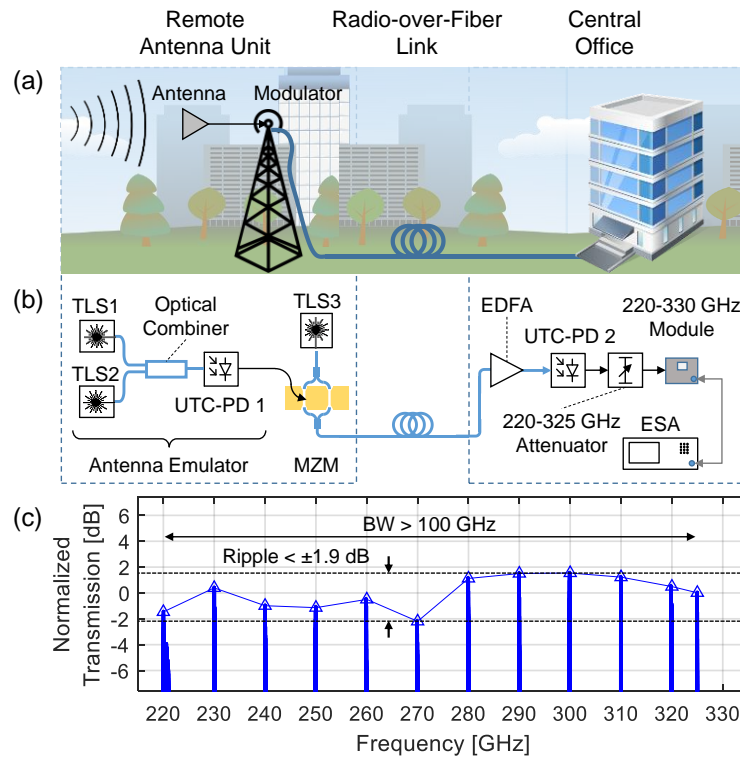 Remote
Antenna Unit
Radio-over-Fiber
Link
Central
Office
(a)
Antenna
Modulator
(b)
TLS1
Optical
Combiner
TLS3
EDFA
220-330 GHz
Module
UTC-PD 2
TLS2
UTC-PD 1
220-325 GHz
Attenuator
ESA
Antenna Emulator
MZM
(c)
Normalized
Transmission [dB]
6
4
2
0
-2
-4
-6
BW > 100 GHz
Ripple < ±1.9 dB
220 230 240 250 260 270 280 290 300 310 320 330
Frequency [GHz]